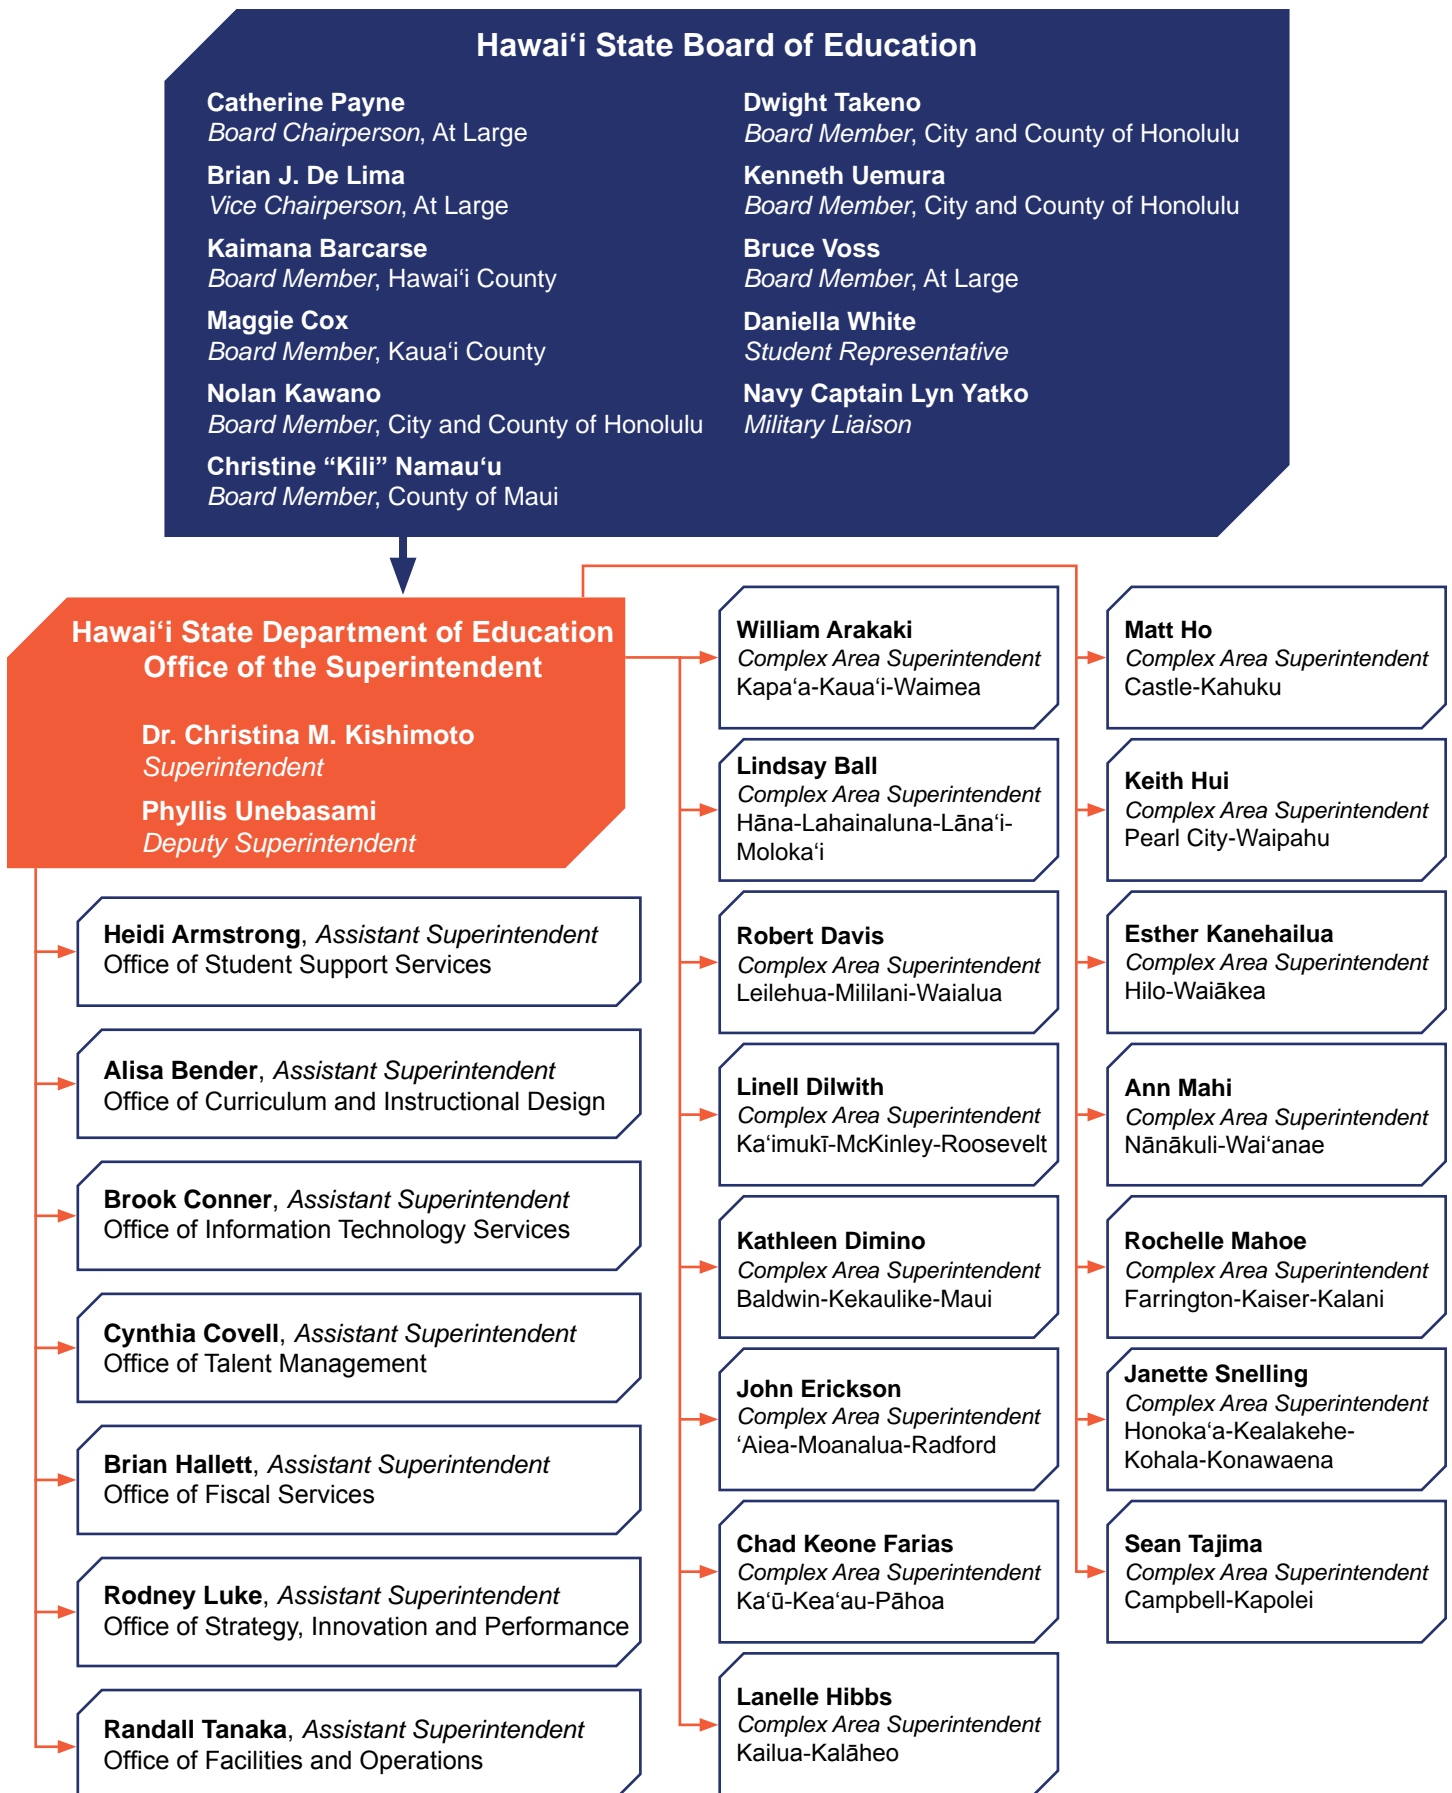 Hawaiʻi State Board of Education
Catherine Payne
Board Chairperson, At Large
Brian J. De Lima
Vice Chairperson, At Large
Kaimana Barcarse
Board Member, Hawaiʻi County
Maggie Cox
Board Member, Kauaʻi County
Nolan Kawano
Board Member, City and County of Honolulu
Christine “Kili” Namauʻu
Board Member, County of Maui
Dwight Takeno
Board Member, City and County of Honolulu
Kenneth Uemura
Board Member, City and County of Honolulu
Bruce Voss
Board Member, At Large
Daniella White
Student Representative
Navy Captain Lyn Yatko
Military Liaison
Hawaiʻi State Department of Education
Office of the Superintendent
Dr. Christina M. Kishimoto
Superintendent
Phyllis Unebasami
Deputy Superintendent
Heidi Armstrong, Assistant Superintendent
Office of Student Support Services
Alisa Bender, Assistant Superintendent
Office of Curriculum and Instructional Design
Brook Conner, Assistant Superintendent
Office of Information Technology Services
Cynthia Covell, Assistant Superintendent
Office of Talent Management
Brian Hallett, Assistant Superintendent
Office of Fiscal Services
Rodney Luke, Assistant Superintendent
Office of Strategy, Innovation and Performance
Randall Tanaka, Assistant Superintendent
Office of Facilities and Operations
William Arakaki
Complex Area Superintendent
Kapaʻa-Kauaʻi-Waimea
Lindsay Ball
Complex Area Superintendent
Hāna-Lahainaluna-Lānaʻi-
Molokaʻi
Robert Davis
Complex Area Superintendent
Leilehua-Mililani-Waialua
Linell Dilwith
Complex Area Superintendent
Kaʻimukī-McKinley-Roosevelt
Kathleen Dimino
Complex Area Superintendent
Baldwin-Kekaulike-Maui
John Erickson
Complex Area Superintendent
ʻAiea-Moanalua-Radford
Chad Keone Farias
Complex Area Superintendent
Kaʻū-Keaʻau-Pāhoa
Lanelle Hibbs
Complex Area Superintendent
Kailua-Kalāheo
Matt Ho
Complex Area Superintendent
Castle-Kahuku
Keith Hui
Complex Area Superintendent
Pearl City-Waipahu
Esther Kanehailua
Complex Area Superintendent
Hilo-Waiākea
Ann Mahi
Complex Area Superintendent
Nānākuli-Waiʻanae
Rochelle Mahoe
Complex Area Superintendent
Farrington-Kaiser-Kalani
Janette Snelling
Complex Area Superintendent
Honokaʻa-Kealakehe-
Kohala-Konawaena
Sean Tajima
Complex Area Superintendent
Campbell-Kapolei